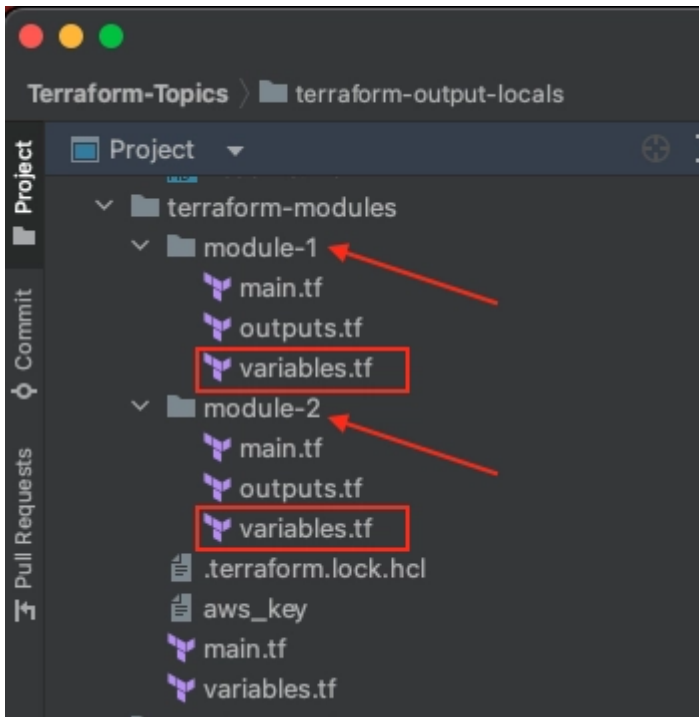 Terraform-Topics terraform-output-locals
Project
Project
Commit
Pull Requests
terraform-modules
module-1
main.tf
outputs.tf
variables.tf
module-2
main.tf
outputs.tf
variables.tf
.terraform.lock.hcl
aws_key
main.tf
variables.tf